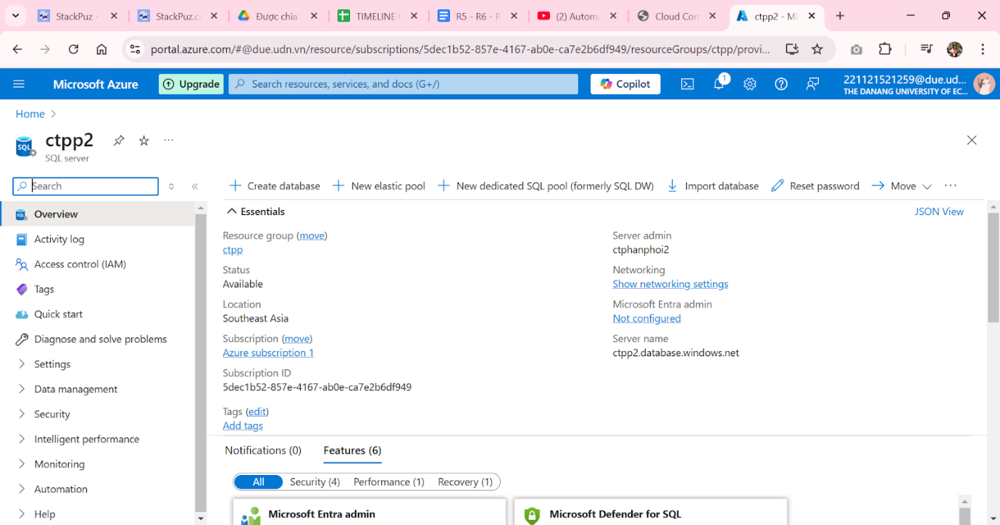 StackPuz -
StackPuz.c
Được chia
TIMELINE
R5 - R6 - R
(2) Autom
Cloud Con
ctpp2 - Mi
portal.azure.com/#@due.udn.vn/resource/subscriptions/5dec1b52-857e-4167-ab0e-ca7e2b6df949/resourceGroups/ctpp/provi...
Microsoft Azure
Upgrade
Search resources, services, and docs (G+/)
Copilot
1
221121521259@due.ud...
THE DANANG UNIVERSITY OF EC...
Home
ctpp2
SQL
SQL server
Search
Create database
New elastic pool
New dedicated SQL pool (formerly SQL DW)
Import database
Reset password
Move
Overview
Activity log
Access control (IAM)
Tags
Quick start
Diagnose and solve problems
Settings
Data management
Security
Intelligent performance
Monitoring
Automation
Help
Essentials
JSON View
Resource group (move)
ctpp
Status
Available
Location
Southeast Asia
Subscription (move)
Azure subscription 1
Subscription ID
5dec1b52-857e-4167-ab0e-ca7e2b6df949
Tags (edit)
Add tags
Server admin
ctphanphoi2
Networking
Show networking settings
Microsoft Entra admin
Not configured
Server name
ctpp2.database.windows.net
Notifications (0)
Features (6)
All
Security (4)
Performance (1)
Recovery (1)
Microsoft Entra admin
Microsoft Defender for SQL